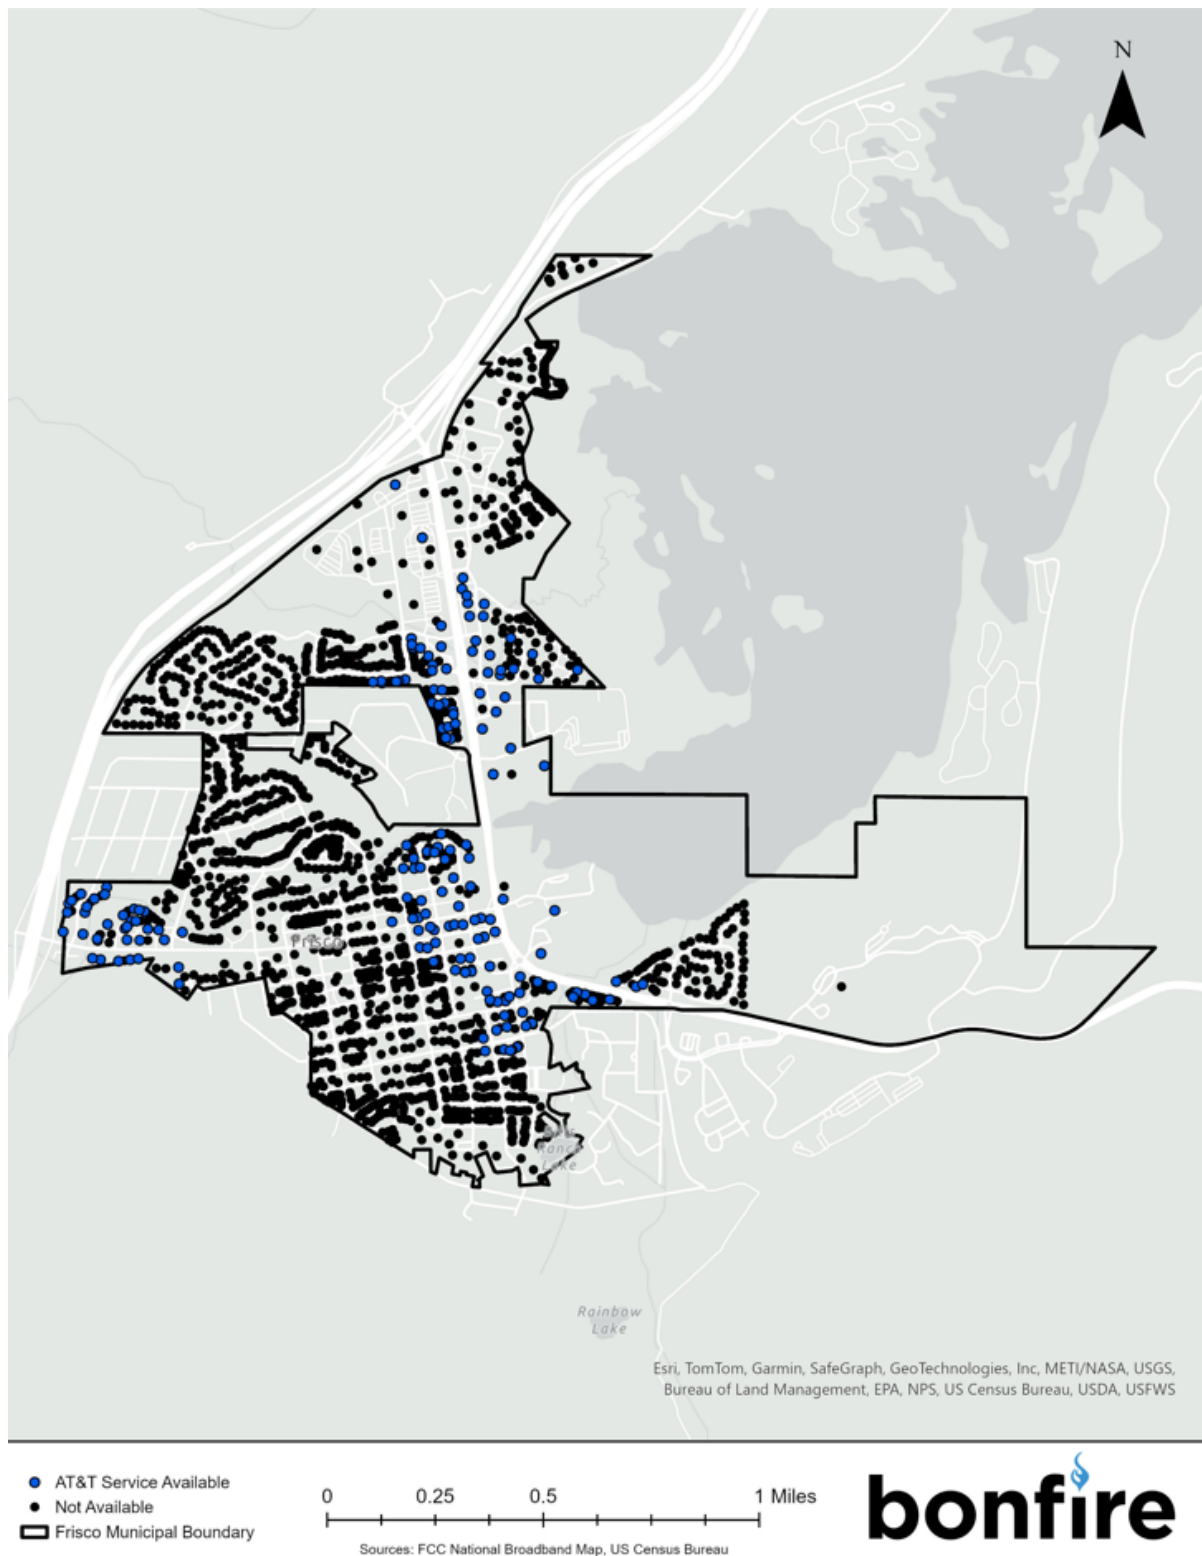 N
Frisco
Ranch
Lake
Rainbow
Lake
Esri, TomTom, Garmin, SafeGraph, GeoTechnologies, Inc, METI/NASA, USGS,
Bureau of Land Management, EPA, NPS, US Census Bureau, USDA, USFWS
AT&T Service Available
Not Available
Frisco Municipal Boundary
0 0.25 0.5 1 Miles
Sources: FCC National Broadband Map, US Census Bureau
bonfire